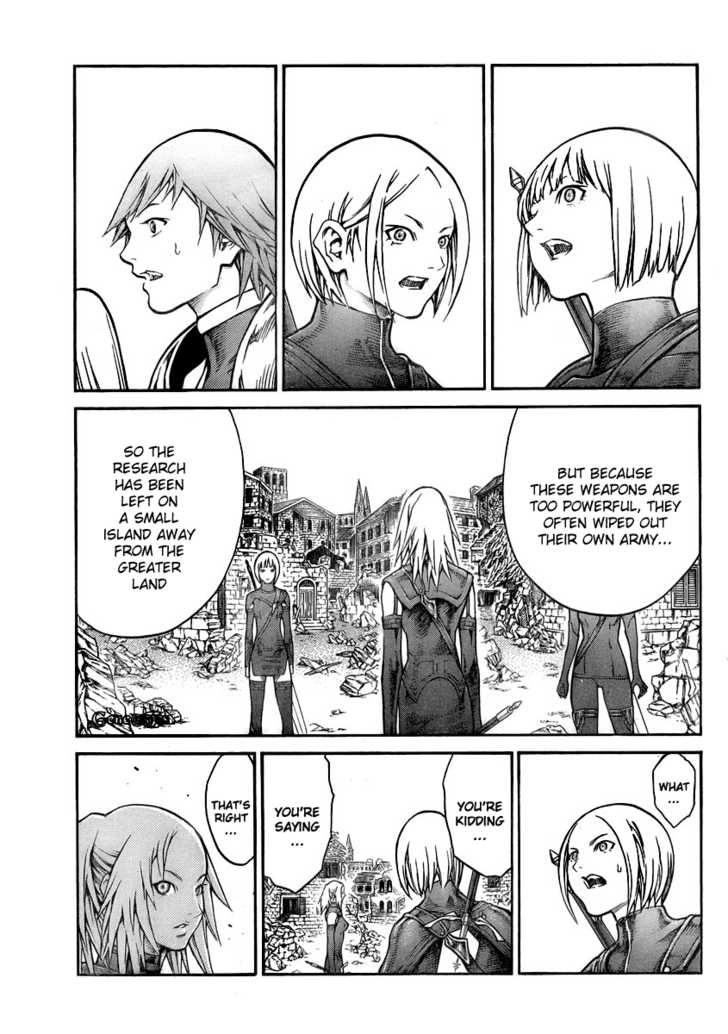 BUT BECAUSE
THESE WEAPONS ARE
TOO POWERFUL, THEY
OFTEN WIPED OUT
THEIR OWN ARMY...
SO THE
RESEARCH
HAS BEEN
LEFT ON
A SMALL
ISLAND AWAY
FROM THE
GREATER
LAND
WHAT
...
YOU'RE
KIDDING
...
YOU'RE
SAYING
...
THAT'S
RIGHT
...